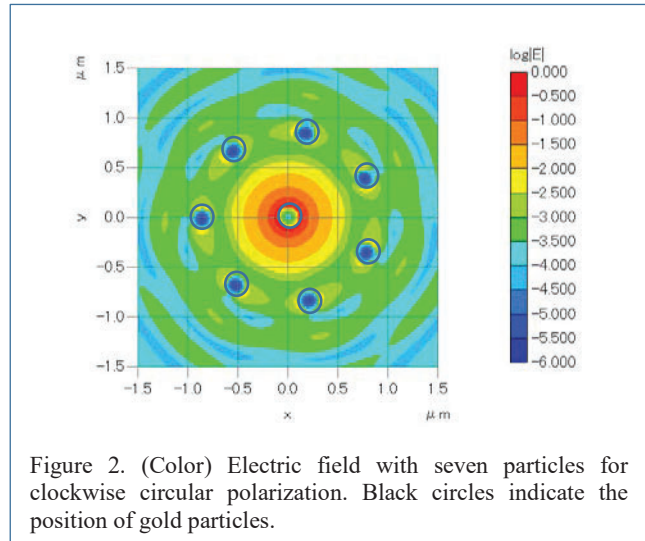 log|E|
0.000
−0.500
−1.000
−1.500
−2.000
−2.500
−3.000
−3.500
−4.000
−4.500
−5.000
−5.500
−6.000
μm
1.5
1.0
0.5
y 0.0
−0.5
−1.0
−1.5
−1.5 −1.0 −0.5 0.0 0.5 1.0 1.5
x μm
Figure 2. (Color) Electric field with seven particles for
clockwise circular polarization. Black circles indicate the
position of gold particles.